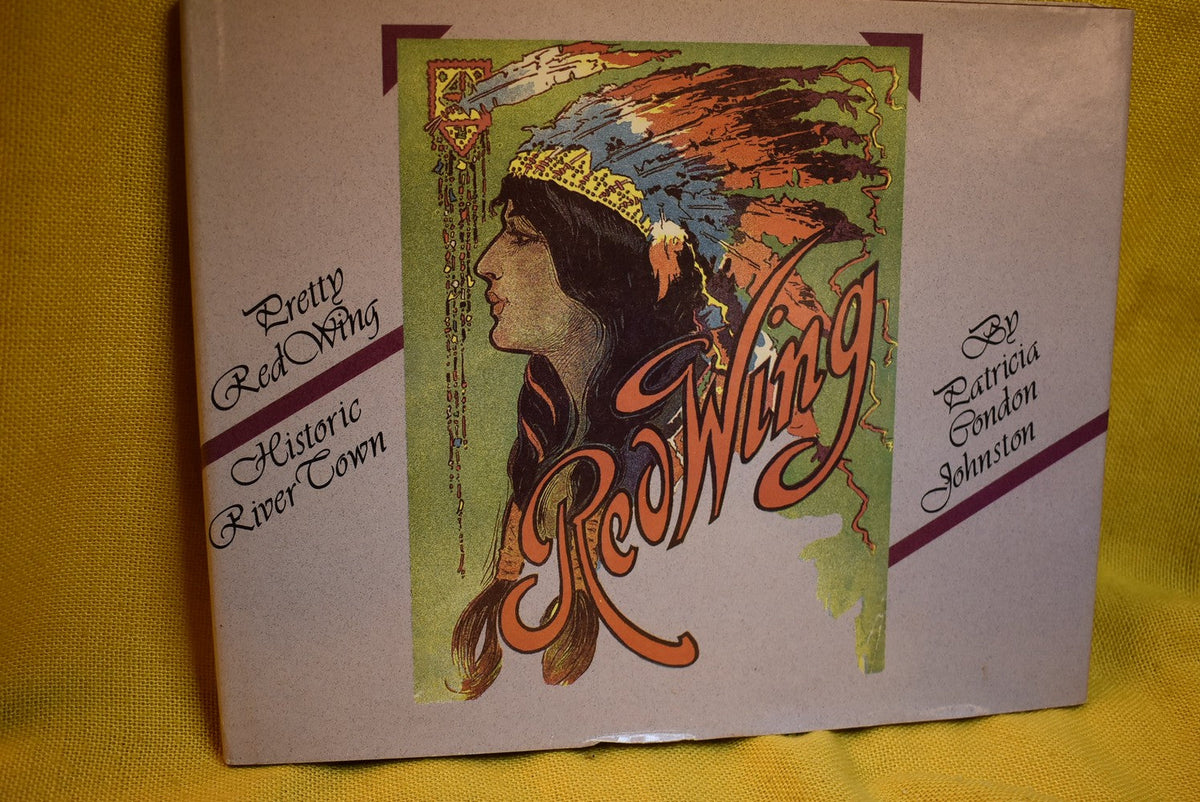 Pretty
Red Wing
Historic
River Town
Red Wing
By
Patricia
Condon
Johnston